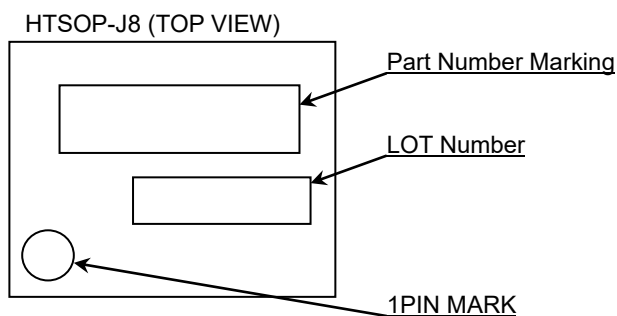 HTSOP-J8 (TOP VIEW)
Part Number Marking
LOT Number
1PIN MARK